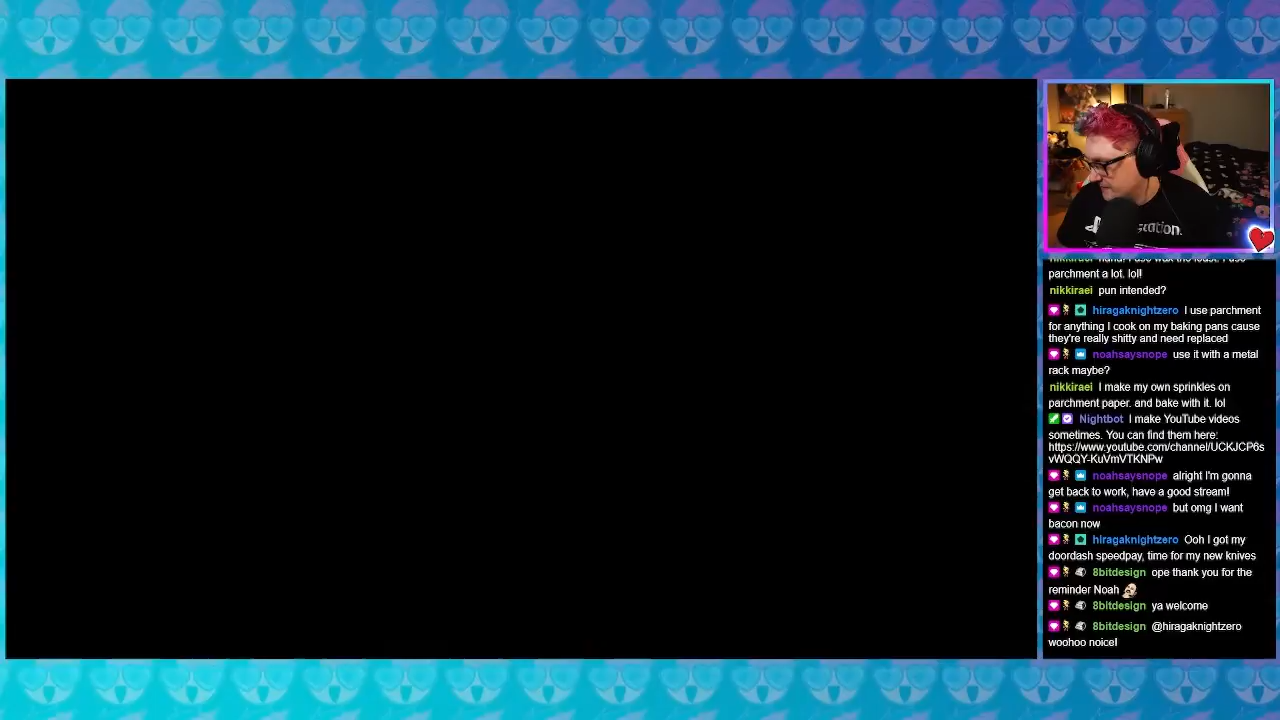 parchment a lot. lol!
nikkiraei pun intended?
hiragaknightzero I use parchment
for anything I cook on my baking pans cause
they're really shitty and need replaced
noahsaysnope use it with a metal
rack maybe?
nikkiraei I make my own sprinkles on
parchment paper. and bake with it. lol
Nightbot I make YouTube videos
sometimes. You can find them here:
https://www.youtube.com/channel/UCKJCP6s
vWQQY-KuVmVTKNPw
noahsaysnope alright I'm gonna
get back to work, have a good stream!
noahsaysnope but omg I want
bacon now
hiragaknightzero Ooh I got my
doordash speedpay, time for my new knives
8bitdesign ope thank you for the
reminder Noah
8bitdesign ya welcome
8bitdesign @hiragaknightzero
woohoo noice!